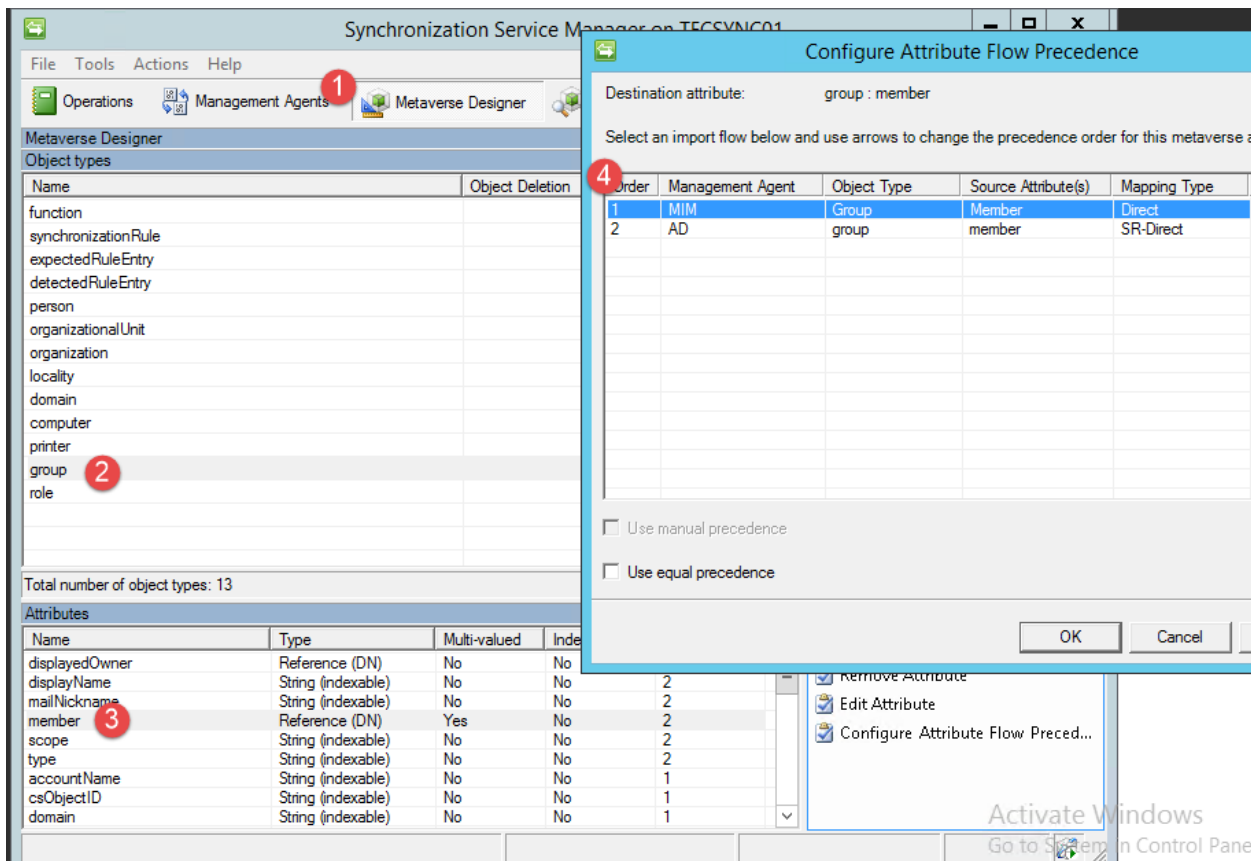 Synchronization Service Manager on TECSYNC01
File Tools Actions Help
1
Operations Management Agents Metaverse Designer
Metaverse Designer
Object types
Name Object Deletion
function
synchronizationRule
expectedRuleEntry
detectedRuleEntry
person
organizationalUnit
organization
locality
domain
computer
printer
group 2
role
Total number of object types: 13
Attributes
Name Type Multi-valued Inde
displayedOwner Reference (DN) No No
displayName String (indexable) No No 2
mailNickname String (indexable) No No 2
member 3 Reference (DN) Yes No 2
scope String (indexable) No No 2
type String (indexable) No No 2
accountName String (indexable) No No 1
csObjectID String (indexable) No No 1
domain String (indexable) No No 1
Configure Attribute Flow Precedence
Destination attribute: group : member
Select an import flow below and use arrows to change the precedence order for this metaverse a
4 Order Management Agent Object Type Source Attribute(s) Mapping Type
1 MIM Group Member Direct
2 AD group member SR-Direct
Use manual precedence
Use equal precedence
OK Cancel
Remove Attribute
Edit Attribute
Configure Attribute Flow Preced...
Activate Windows
Go to System in Control Pane